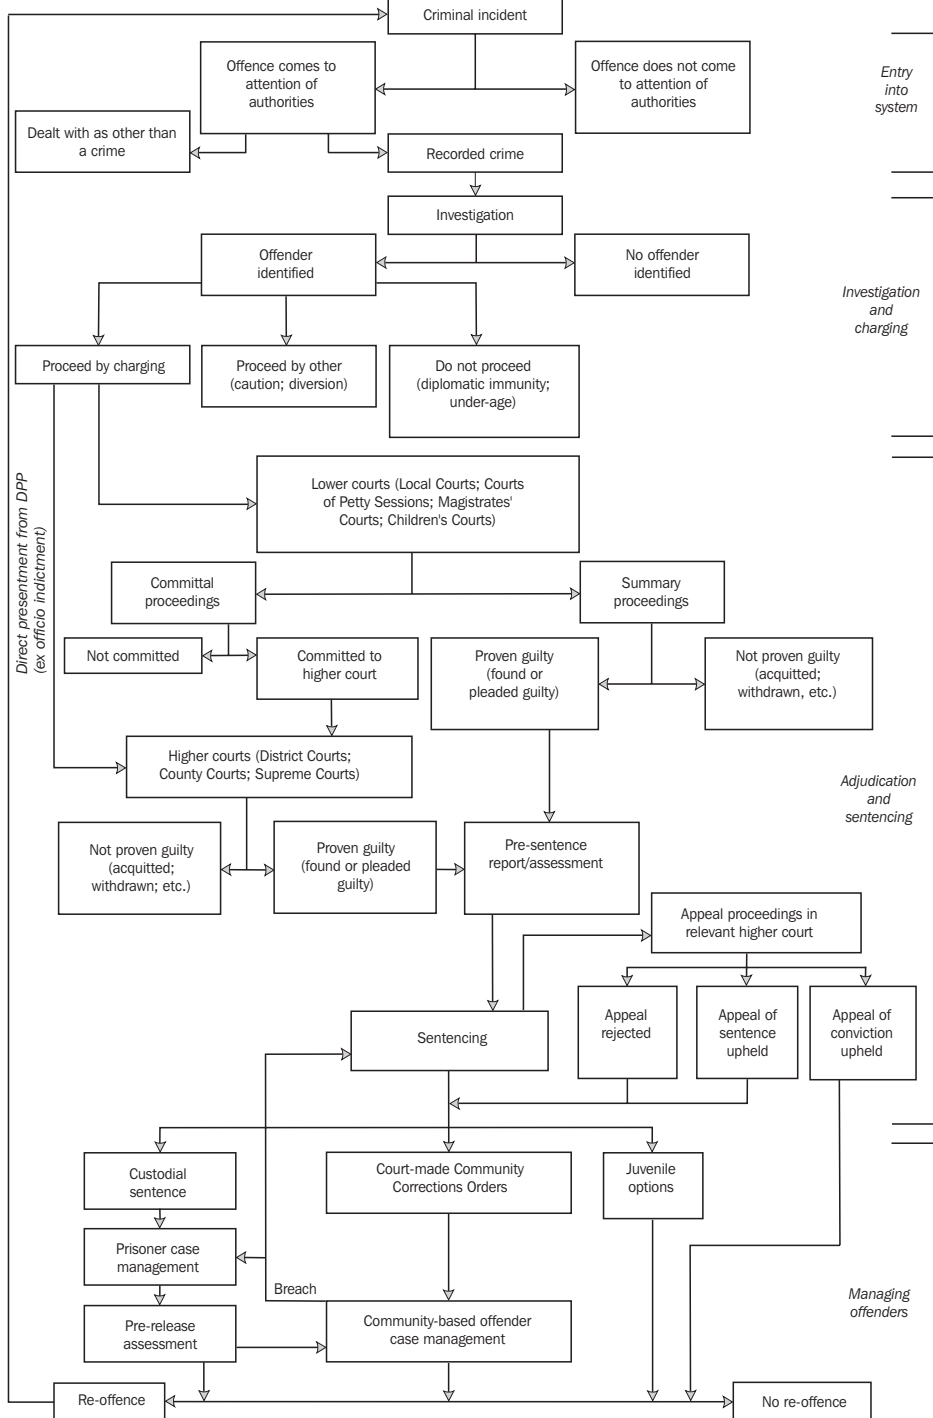 Criminal incident
Offence comes to
attention of
authorities
Offence does not come
to attention of
authorities
Entry
into
system
Dealt with as other than
a crime
Recorded crime
Investigation
Offender
identified
No offender
identified
Investigation
and
charging
Proceed by charging
Proceed by other
(caution; diversion)
Do not proceed
(diplomatic immunity;
under-age)
Direct presentment from DPP
(ex officio indictment)
Lower courts (Local Courts; Courts
of Petty Sessions; Magistrates'
Courts; Children's Courts)
Committal
proceedings
Summary
proceedings
Not committed
Committed to
higher court
Proven guilty
(found or
pleaded guilty)
Not proven guilty
(acquitted;
withdrawn, etc.)
Higher courts (District Courts;
County Courts; Supreme Courts)
Adjudication
and
sentencing
Not proven guilty
(acquitted;
withdrawn; etc.)
Proven guilty
(found or pleaded
guilty)
Pre-sentence
report/assessment
Appeal proceedings in
relevant higher court
Appeal
rejected
Appeal of
sentence
upheld
Appeal of
conviction
upheld
Sentencing
Custodial
sentence
Court-made Community
Corrections Orders
Juvenile
options
Prisoner case
management
Breach
Pre-release
assessment
Community-based offender
case management
Managing
offenders
Re-offence
No re-offence